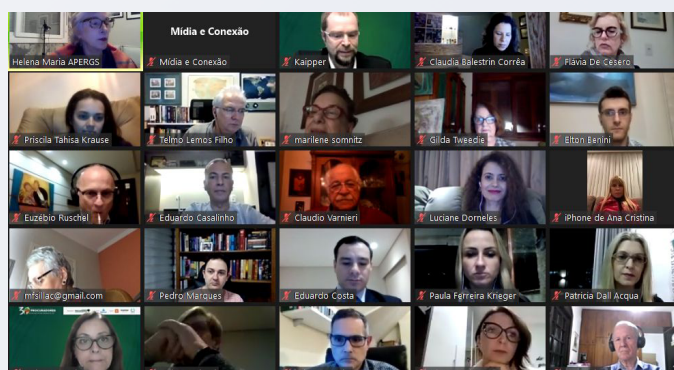 Mídia e Conexão
Helena Maria APERGS
Mídia e Conexão
Kaipper
Claudia Balestrin Corrêa
Flávia De Césero
Priscila Tahisa Krause
Telmo Lemos Filho
marilene somnitz
Gilda Tweedie
Elton Benini
Euzébio Ruschel
Eduardo Casalinho
Claudio Varnieri
Luciane Dorneles
iPhone de Ana Cristina
mfsillac@gmail.com
Pedro Marques
Eduardo Costa
Paula Ferreira Krieger
Patricia Dall Acqua